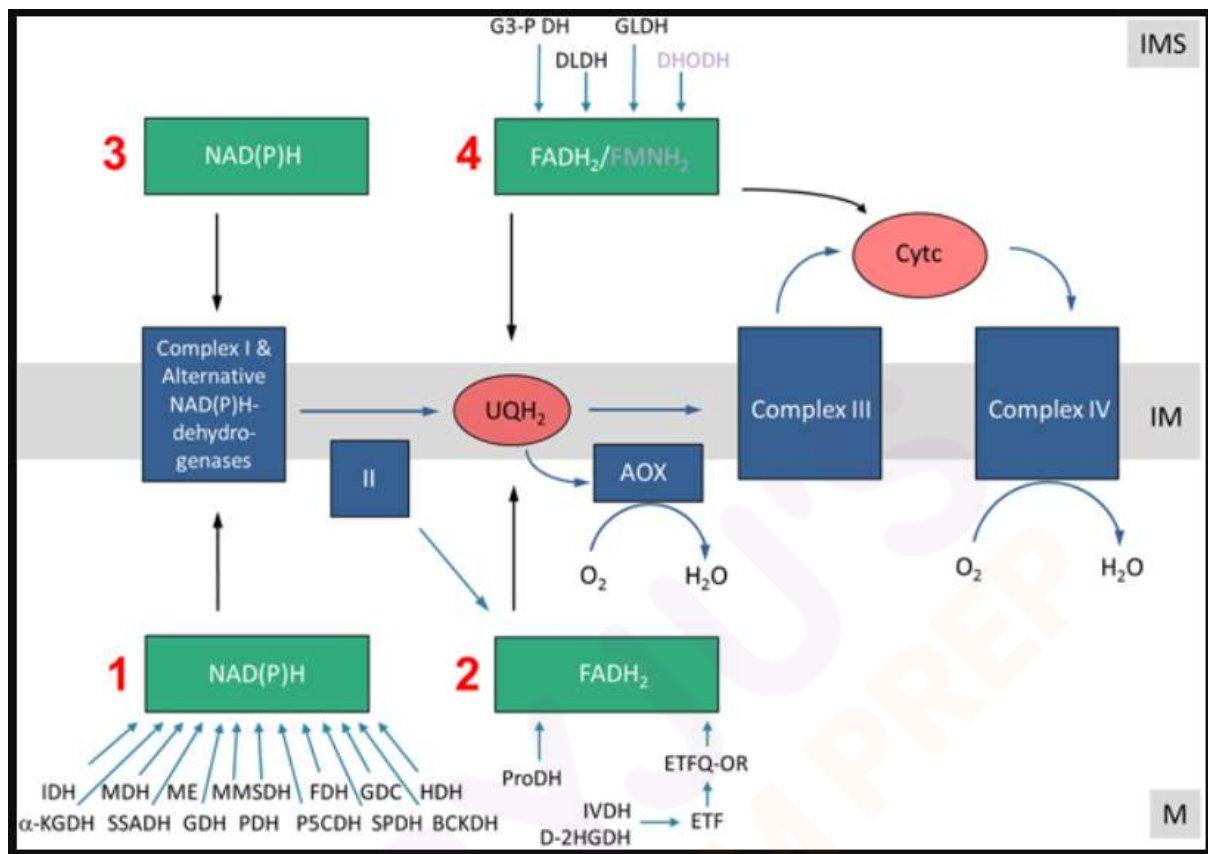 G3-P DH GLDH
IMS
DLDH DHODH
3 NAD(P)H
4 FADH₂/FMNH₂
Cytc
Complex I &
Alternative
NAD(P)H-
dehydro-
genases
UQH₂
Complex III
Complex IV
IM
II
AOX
O₂ H₂O
O₂ H₂O
1 NAD(P)H
2 FADH₂
IDH MDH ME MMSDH FDH GDC HDH
α-KGDH SSADH GDH PDH P5CDH SPDH BCKDH
ProDH
ETFQ-OR
IVDH
D-2HGDH
ETF
M
PREP